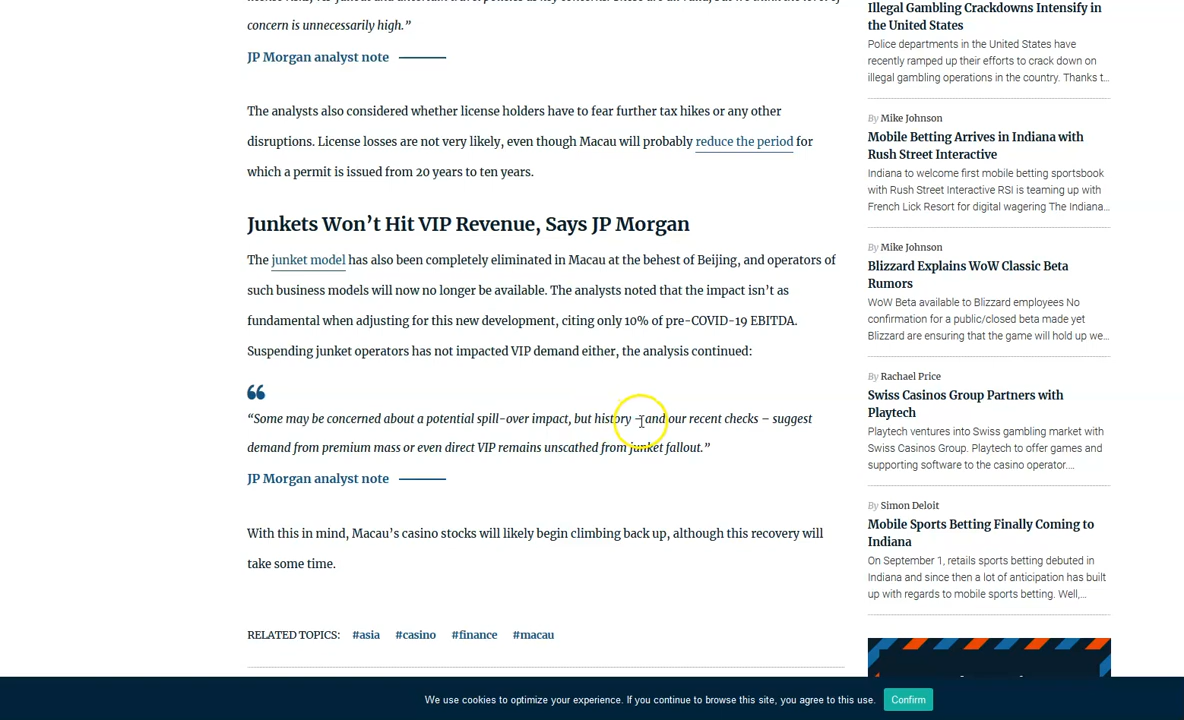 concern is unnecessarily high.”
JP Morgan analyst note
The analysts also considered whether license holders have to fear further tax hikes or any other
disruptions. License losses are not very likely, even though Macau will probably reduce the period for
which a permit is issued from 20 years to ten years.
Junkets Won’t Hit VIP Revenue, Says JP Morgan
The junket model has also been completely eliminated in Macau at the behest of Beijing, and operators of
such business models will now no longer be available. The analysts noted that the impact isn’t as
fundamental when adjusting for this new development, citing only 10% of pre-COVID-19 EBITDA.
Suspending junket operators has not impacted VIP demand either, the analysis continued:
“Some may be concerned about a potential spill-over impact, but history – and our recent checks – suggest
demand from premium mass or even direct VIP remains unscathed from junket fallout.”
JP Morgan analyst note
With this in mind, Macau’s casino stocks will likely begin climbing back up, although this recovery will
take some time.
RELATED TOPICS: #asia #casino #finance #macau
Illegal Gambling Crackdowns Intensify in
the United States
Police departments in the United States have
recently ramped up their efforts to crack down on
illegal gambling operations in the country. Thanks t...
By Mike Johnson
Mobile Betting Arrives in Indiana with
Rush Street Interactive
Indiana to welcome first mobile betting sportsbook
with Rush Street Interactive RSI is teaming up with
French Lick Resort for digital wagering The Indiana...
By Mike Johnson
Blizzard Explains WoW Classic Beta
Rumors
WoW Beta available to Blizzard employees No
confirmation for a public/closed beta made yet
Blizzard are ensuring that the game will hold up we...
By Rachael Price
Swiss Casinos Group Partners with
Playtech
Playtech ventures into Swiss gambling market with
Swiss Casinos Group. Playtech to offer games and
supporting software to the casino operator....
By Simon Deloit
Mobile Sports Betting Finally Coming to
Indiana
On September 1, retails sports betting debuted in
Indiana and since then a lot of anticipation has built
up with regards to mobile sports betting. Well,...
We use cookies to optimize your experience. If you continue to browse this site, you agree to this use. Confirm